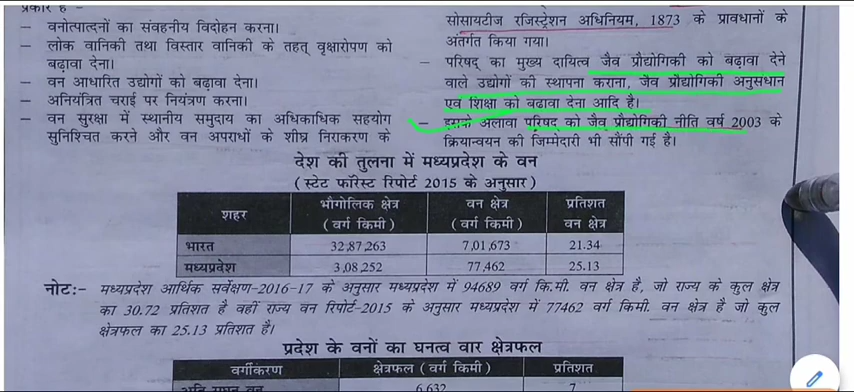 प्रकार है –
– वनोत्पादनों का संवहनीय विदोहन करना।
– लोक वानिकी तथा विस्तार वानिकी के तहत् वृक्षारोपण को
बढ़ावा देना।
– वन आधारित उद्योगों को बढ़ावा देना।
– अनियंत्रित चराई पर नियंत्रण करना।
– वन सुरक्षा में स्थानीय समुदाय का अधिकाधिक सहयोग
सुनिश्चित करने और वन अपराधों के शीघ्र निराकरण के
सोसायटीज रजिस्ट्रेशन अधिनियम, 1873 के प्रावधानों के
अंतर्गत किया गया।
– परिषद् का मुख्य दायित्व जैव प्रौद्योगिकी को बढ़ावा देने
वाले उद्योगों की स्थापना कराना, जैव प्रौद्योगिकी अनुसंधान
एवं शिक्षा को बढावा देना आदि है।
– इसके अलावा परिषद को जैव प्रौद्योगिकी नीति वर्ष 2003 के
क्रियान्वयन की जिम्मेदारी भी सौंपी गई है।
देश की तुलना में मध्यप्रदेश के वन
(स्टेट फॉरेस्ट रिपोर्ट 2015 के अनुसार)
शहर भौगोलिक क्षेत्र (वर्ग किमी) वन क्षेत्र (वर्ग किमी) प्रतिशत वन क्षेत्र
भारत 32,87,263 7,01,673 21.34
मध्यप्रदेश 3,08,252 77,462 25.13
नोट:- मध्यप्रदेश आर्थिक सर्वेक्षण-2016-17 के अनुसार मध्यप्रदेश में 94689 वर्ग कि.मी. वन क्षेत्र है, जो राज्य के कुल क्षेत्र
का 30.72 प्रतिशत है वहीं राज्य वन रिपोर्ट-2015 के अनुसार मध्यप्रदेश में 77462 वर्ग किमी. वन क्षेत्र है जो कुल
क्षेत्रफल का 25.13 प्रतिशत है।
प्रदेश के वनों का घनत्व वार क्षेत्रफल
वर्गीकरण क्षेत्रफल (वर्ग किमी) प्रतिशत
अति सघन वन 6,632 7